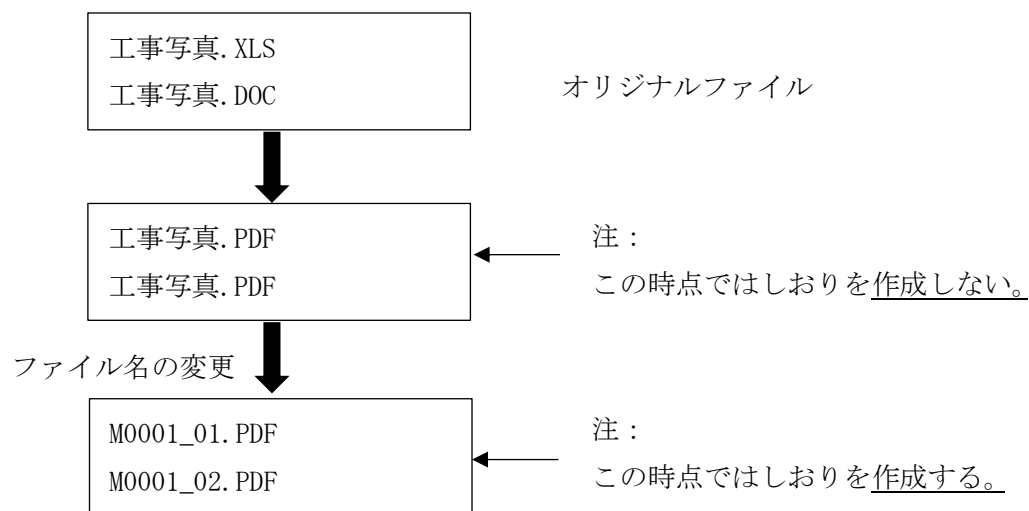 工事写真.XLS
工事写真.DOC
オリジナルファイル
工事写真.PDF
工事写真.PDF
注：
この時点ではしおりを作成しない。
ファイル名の変更
M0001_01.PDF
M0001_02.PDF
注：
この時点ではしおりを作成する。